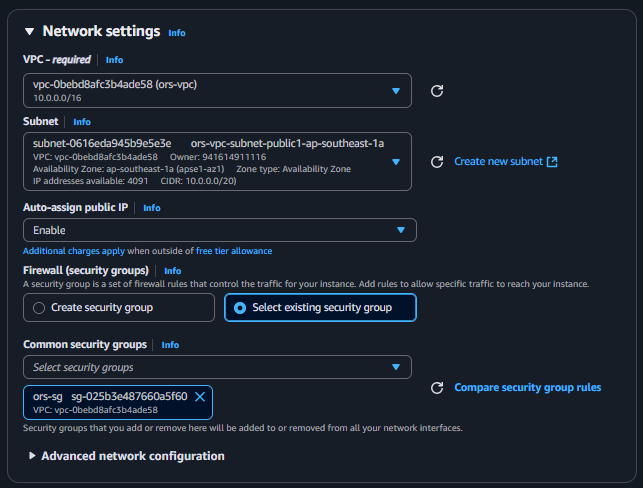 Network settings Info
VPC – required Info
vpc-0bebd8afc3b4ade58 (ors-vpc)
10.0.0.0/16
Subnet Info
subnet-0616eda945b9e5e3e ors-vpc-subnet-public1-ap-southeast-1a
VPC: vpc-0bebd8afc3b4ade58 Owner: 941614911116
Availability Zone: ap-southeast-1a (apse1-az1) Zone type: Availability Zone
IP addresses available: 4091 CIDR: 10.0.0.0/20)
Create new subnet
Auto-assign public IP Info
Enable
Additional charges apply when outside of free tier allowance
Firewall (security groups) Info
A security group is a set of firewall rules that control the traffic for your instance. Add rules to allow specific traffic to reach your instance.
Create security group
Select existing security group
Common security groups Info
Select security groups
ors-sg sg-025b3e487660a5f60
VPC: vpc-0bebd8afc3b4ade58
Compare security group rules
Security groups that you add or remove here will be added to or removed from all your network interfaces.
Advanced network configuration